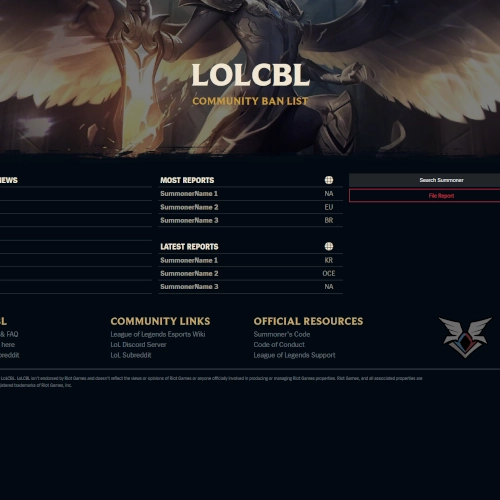 LOLCBL
COMMUNITY BAN LIST
MOST REPORTS
SummonerName 1 NA
SummonerName 2 EU
SummonerName 3 BR
LATEST REPORTS
SummonerName 1 KR
SummonerName 2 OCE
SummonerName 3 NA
Search Summoner
File Report
& FAQ
here
COMMUNITY LINKS
League of Legends Esports Wiki
LoL Discord Server
LoL Subreddit
OFFICIAL RESOURCES
Summoner's Code
Code of Conduct
League of Legends Support
LoLCBL. LoLCBL isn't endorsed by Riot Games and doesn't reflect the views or opinions of Riot Games or anyone officially involved in producing or managing Riot Games properties. Riot Games, and all associated properties are
trademarks of Riot Games, Inc.